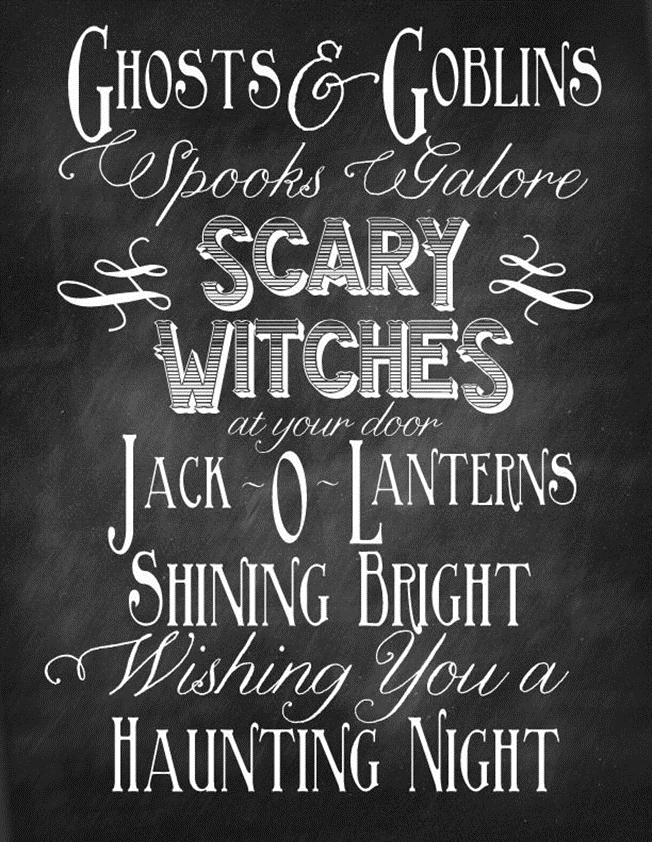 Ghosts & Goblins
Spooks Galore
SCARY
WITCHES
at your door
Jack~O~Lanterns
Shining Bright
Wishing You a
Haunting Night